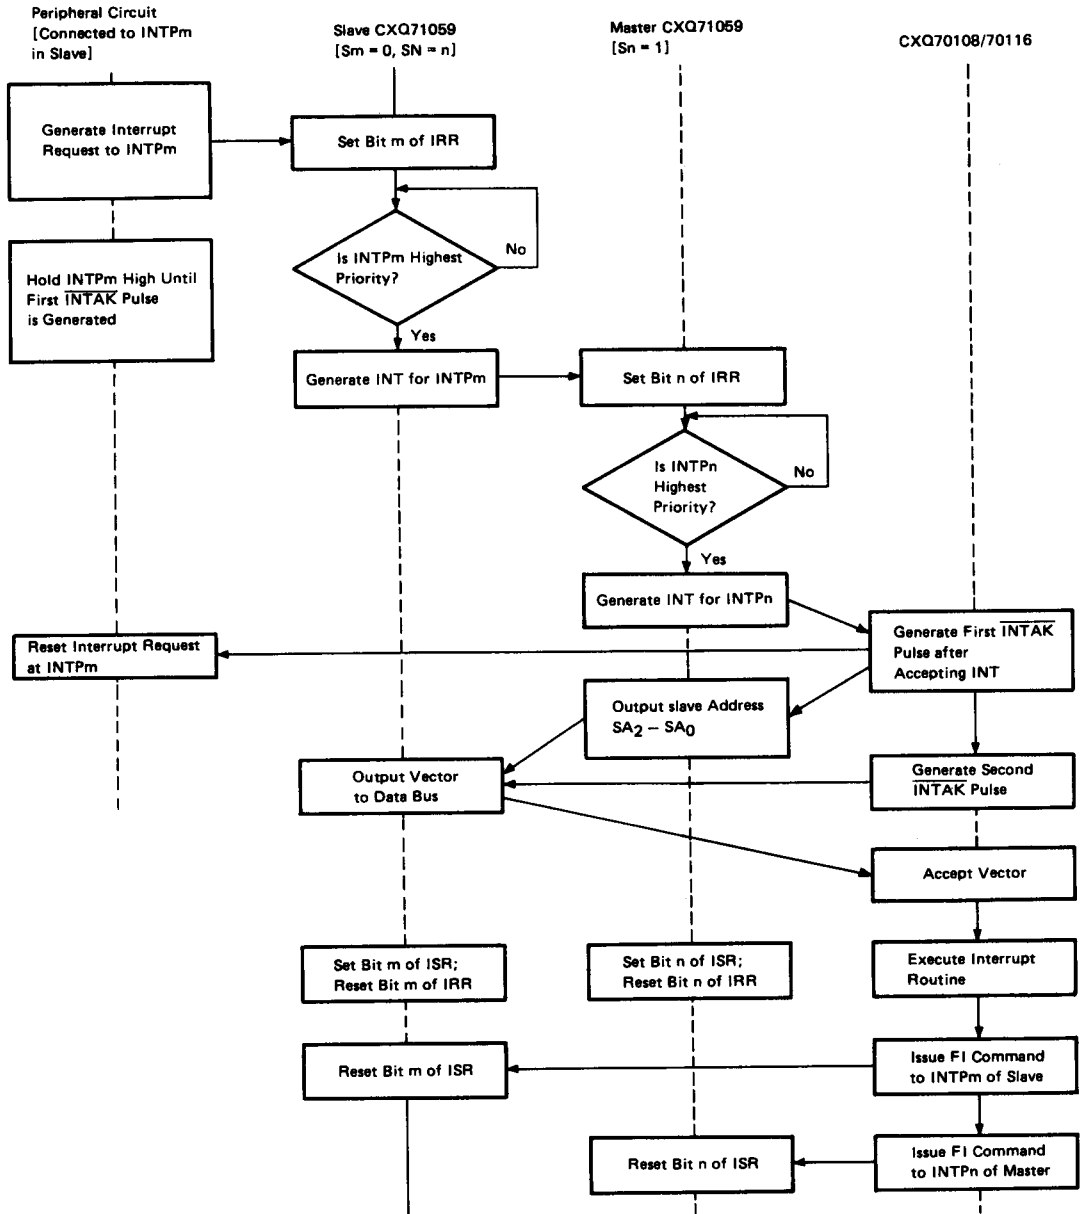 Peripheral Circuit
[Connected to INTPm
in Slave]
Slave CXQ71059
[Sm = 0, SN = n]
Master CXQ71059
[Sn = 1]
CXQ70108/70116
Generate Interrupt
Request to INTPm
Set Bit m of IRR
Is INTPm Highest
Priority?
No
Yes
Hold INTPm High Until
First INTAK Pulse
is Generated
Generate INT for INTPm
Set Bit n of IRR
Is INTPn
Highest
Priority?
No
Yes
Generate INT for INTPn
Generate First INTAK
Pulse after
Accepting INT
Reset Interrupt Request
at INTPm
Output slave Address
SA2 – SA0
Output Vector
to Data Bus
Generate Second
INTAK Pulse
Accept Vector
Set Bit m of ISR;
Reset Bit m of IRR
Set Bit n of ISR;
Reset Bit n of IRR
Execute Interrupt
Routine
Reset Bit m of ISR
Issue FI Command
to INTPm of Slave
Reset Bit n of ISR
Issue FI Command
to INTPn of Master